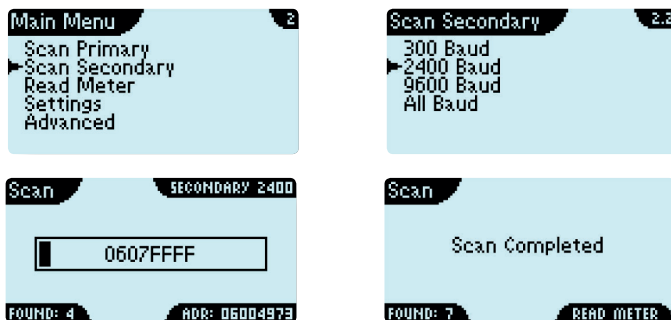 Main Menu 2
Scan Primary
Scan Secondary
Read Meter
Settings
Advanced
Scan Secondary 2.2
300 Baud
2400 Baud
9600 Baud
All Baud
Scan SECONDARY 2400
0607FFFF
FOUND: 4 ADR: 06004973
Scan
Scan Completed
FOUND: 7 READ METER